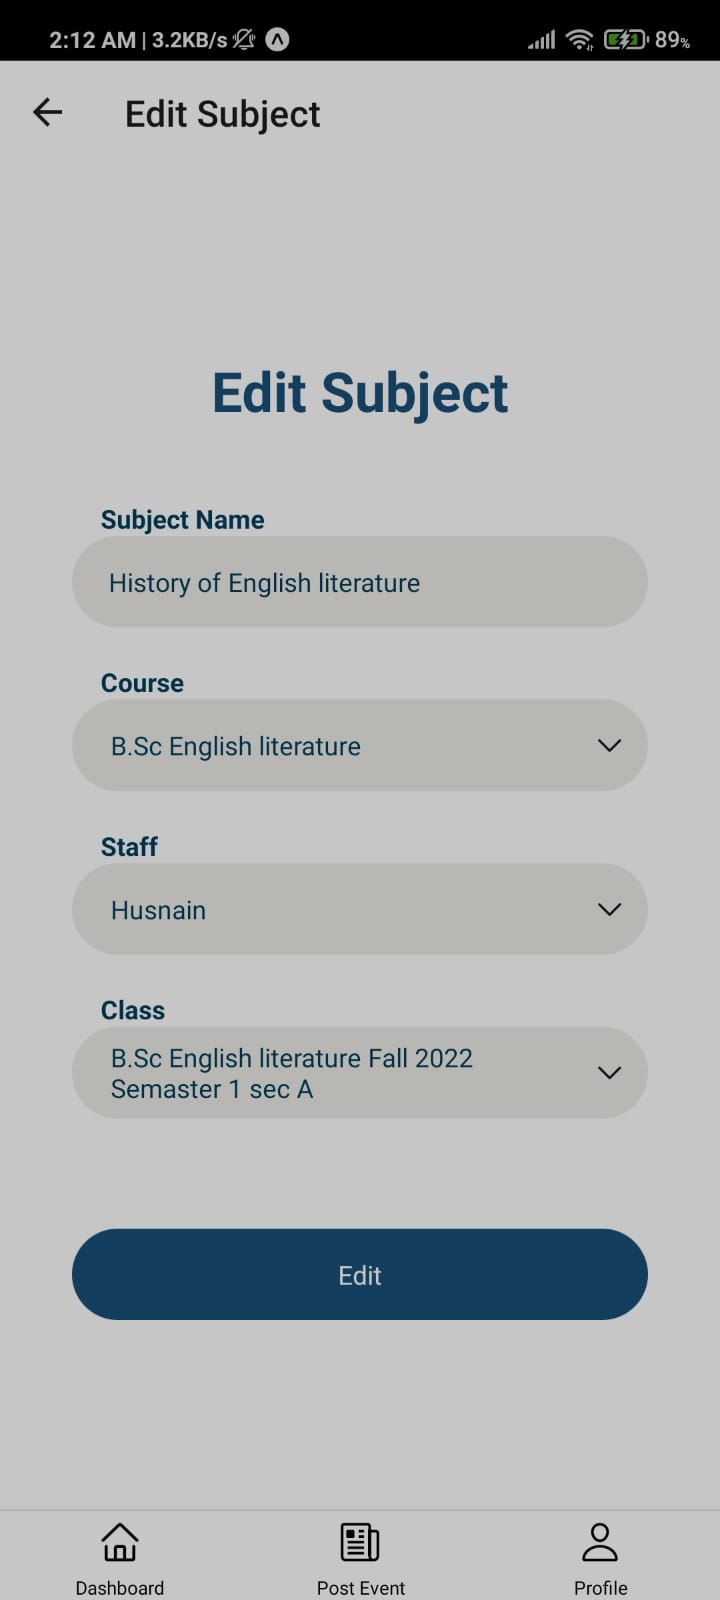 2:12 AM | 3.2KB/s 89%
Edit Subject
Edit Subject
Subject Name
History of English literature
Course
B.Sc English literature
Staff
Husnain
Class
B.Sc English literature Fall 2022
Semaster 1 sec A
Edit
Dashboard Post Event Profile